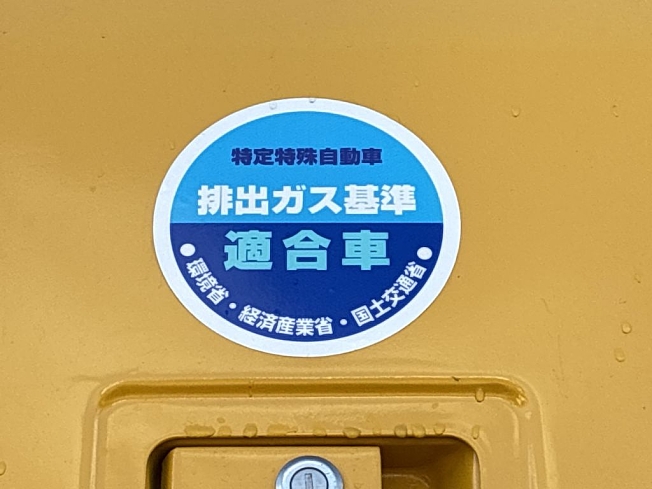 特定特殊自動車
排出ガス基準
適合車
●環境省・経済産業省・国土交通省●